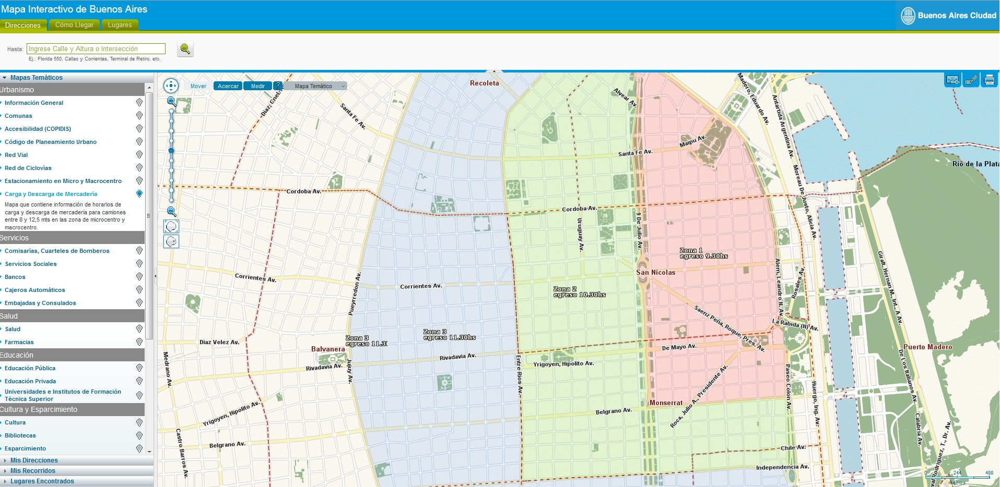 Mapa Interactivo de Buenos Aires
Buenos Aires Ciudad
Direcciones
Cómo Llegar
Lugares
Hasta:
Ingrese Calle y Altura o Intersección
Ej.: Florida 550, Callao y Corrientes, Terminal de Retiro, etc.
Mapas Temáticos
Urbanismo
Información General
Comunas
Accesibilidad (COPIDIS)
Código de Planeamiento Urbano
Red Vial
Red de Ciclovías
Estacionamiento en Micro y Macrocentro
Carga y Descarga de Mercadería
Mapa que contiene información de horarios de
carga y descarga de mercadería para camiones
entre 8 y 12,5 mts en las zona de microcentro y
macrocentro.
Servicios
Comisarías, Cuarteles de Bomberos
Servicios Sociales
Bancos
Cajeros Automáticos
Embajadas y Consulados
Salud
Salud
Farmacias
Educación
Educación Pública
Educación Privada
Universidades e Institutos de Formación
Técnica Superior
Cultura y Esparcimiento
Cultura
Bibliotecas
Esparcimiento
Mis Direcciones
Mis Recorridos
Lugares Encontrados
Mover
Acercar
Medir
?
Mapa Temático
Recoleta
Santa Fe Av.
Alvear Av.
Madero, Eduardo Av.
Antartida Argentina Av.
Maipu Av.
Santa Fe Av.
Río de la Plata
Moreau De Justo, Alicia Av.
Cordoba Av.
Cordoba Av.
Uruguay Av.
9 De Julio Av.
Zona 1
egreso 9.30hs
San Nicolas
Corrientes Av.
Corrientes Av.
Pueyrredon Av.
Zona 2
egreso 10.30hs
Alem, Leandro N. Av.
Rosales Av.
Giralt, Hernan M., Int., A Av.
Saenz Peña, Roque, Pres. Av.
La Rabida (N) Av.
Zona 3
egreso 11.30hs
Zona 3
egreso 11.3
Diaz Velez Av.
Balvanera
De Mayo Av.
Puerto Madero
De Los Italianos Av.
Medrano Av.
Rivadavia Av.
Rivadavia Av.
Jujuy Av.
Entre Rios Av.
Yrigoyen, Hipolito Av.
Roca, Julio A., Presidente Av.
Paseo Colon Av.
Huergo, Ing. Av.
Monserrat
Yrigoyen, Hipolito Av.
Belgrano Av.
Belgrano Av.
Castro Barros Av.
Calabria Av.
Rodriguez, T., Dr. Av.
Chile Av.
Independencia Av.
0 244 488
metros